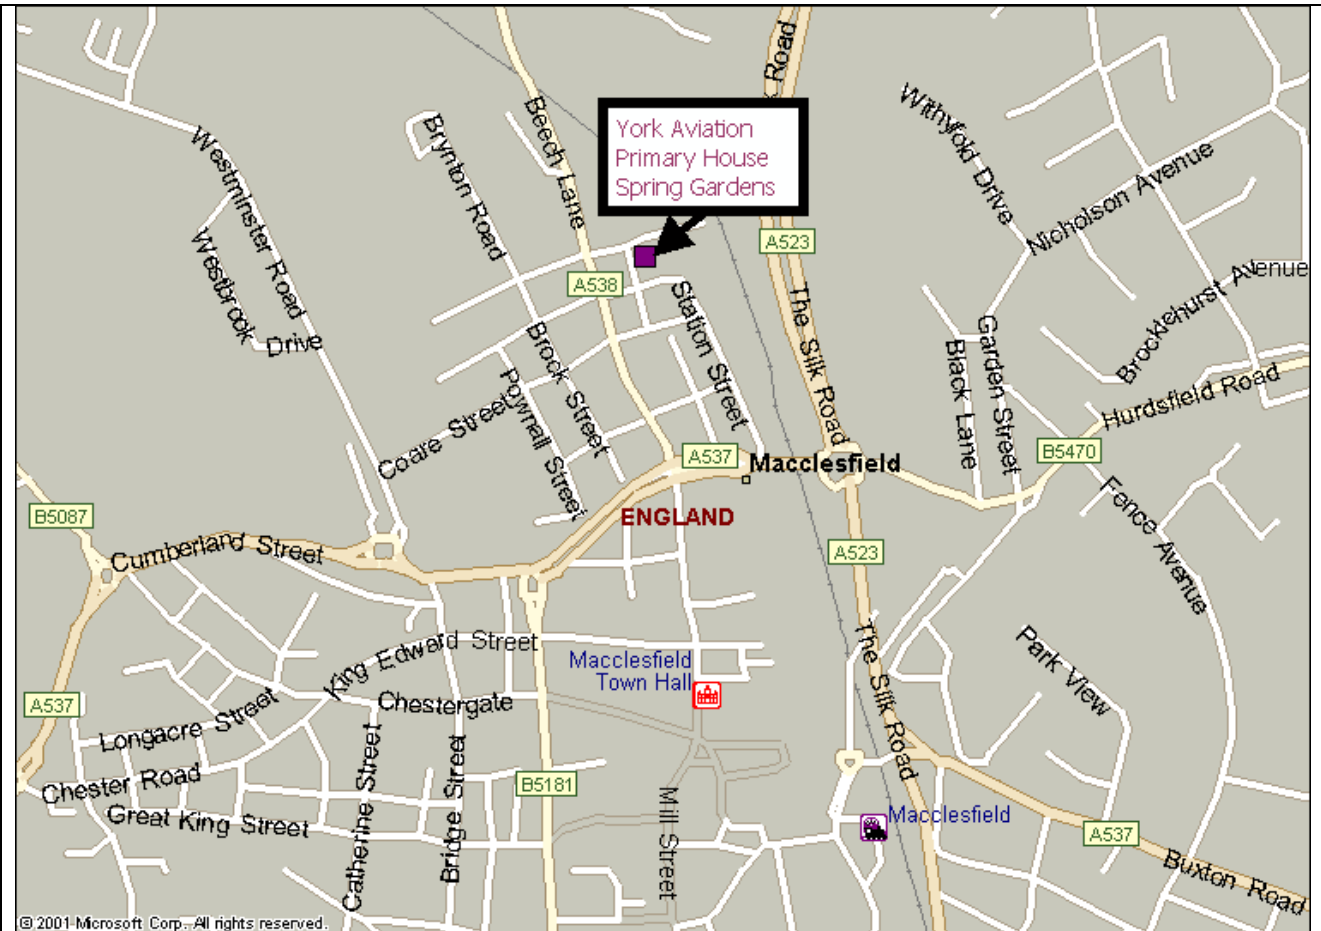 k Road
York Aviation
Primary House
Spring Gardens
Beech Lane
Brynton Road
Westminster Road
Westbrook
Drive
Withyfold Drive
Nicholson Avenue
A523
Avenue
Brocklehurst
A538
The Silk Road
Station Street
Garden Street
Black Lane
Brock Street
Pownall Street
Coare Street
Hurdsfield Road
B5470
A537
Macclesfield
ENGLAND
B5087
Cumberland Street
A523
Fence Avenue
King Edward Street
Macclesfield
Town Hall
The Silk Road
Park View
A537
Chestergate
Longacre Street
Chester Road
Great King Street
Catherine Street
Bridge Street
B5181
Mill Street
Macclesfield
A537
Buxton Road
© 2001 Microsoft Corp. All rights reserved.